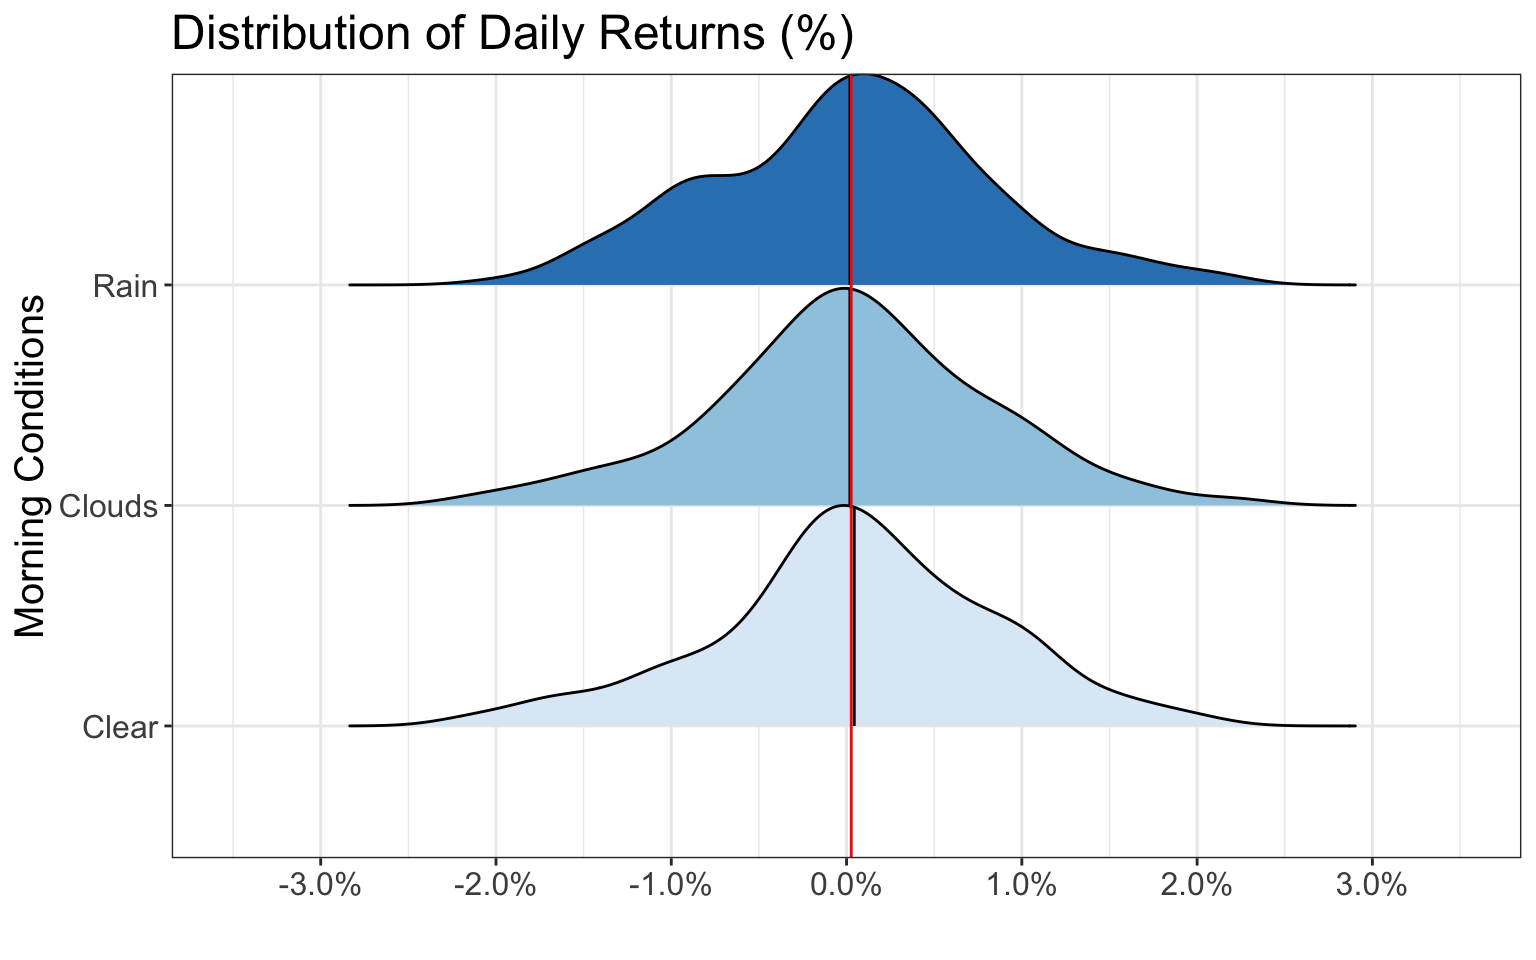 Distribution of Daily Returns (%)
Morning Conditions
Rain
Clouds
Clear
-3.0% -2.0% -1.0% 0.0% 1.0% 2.0% 3.0%